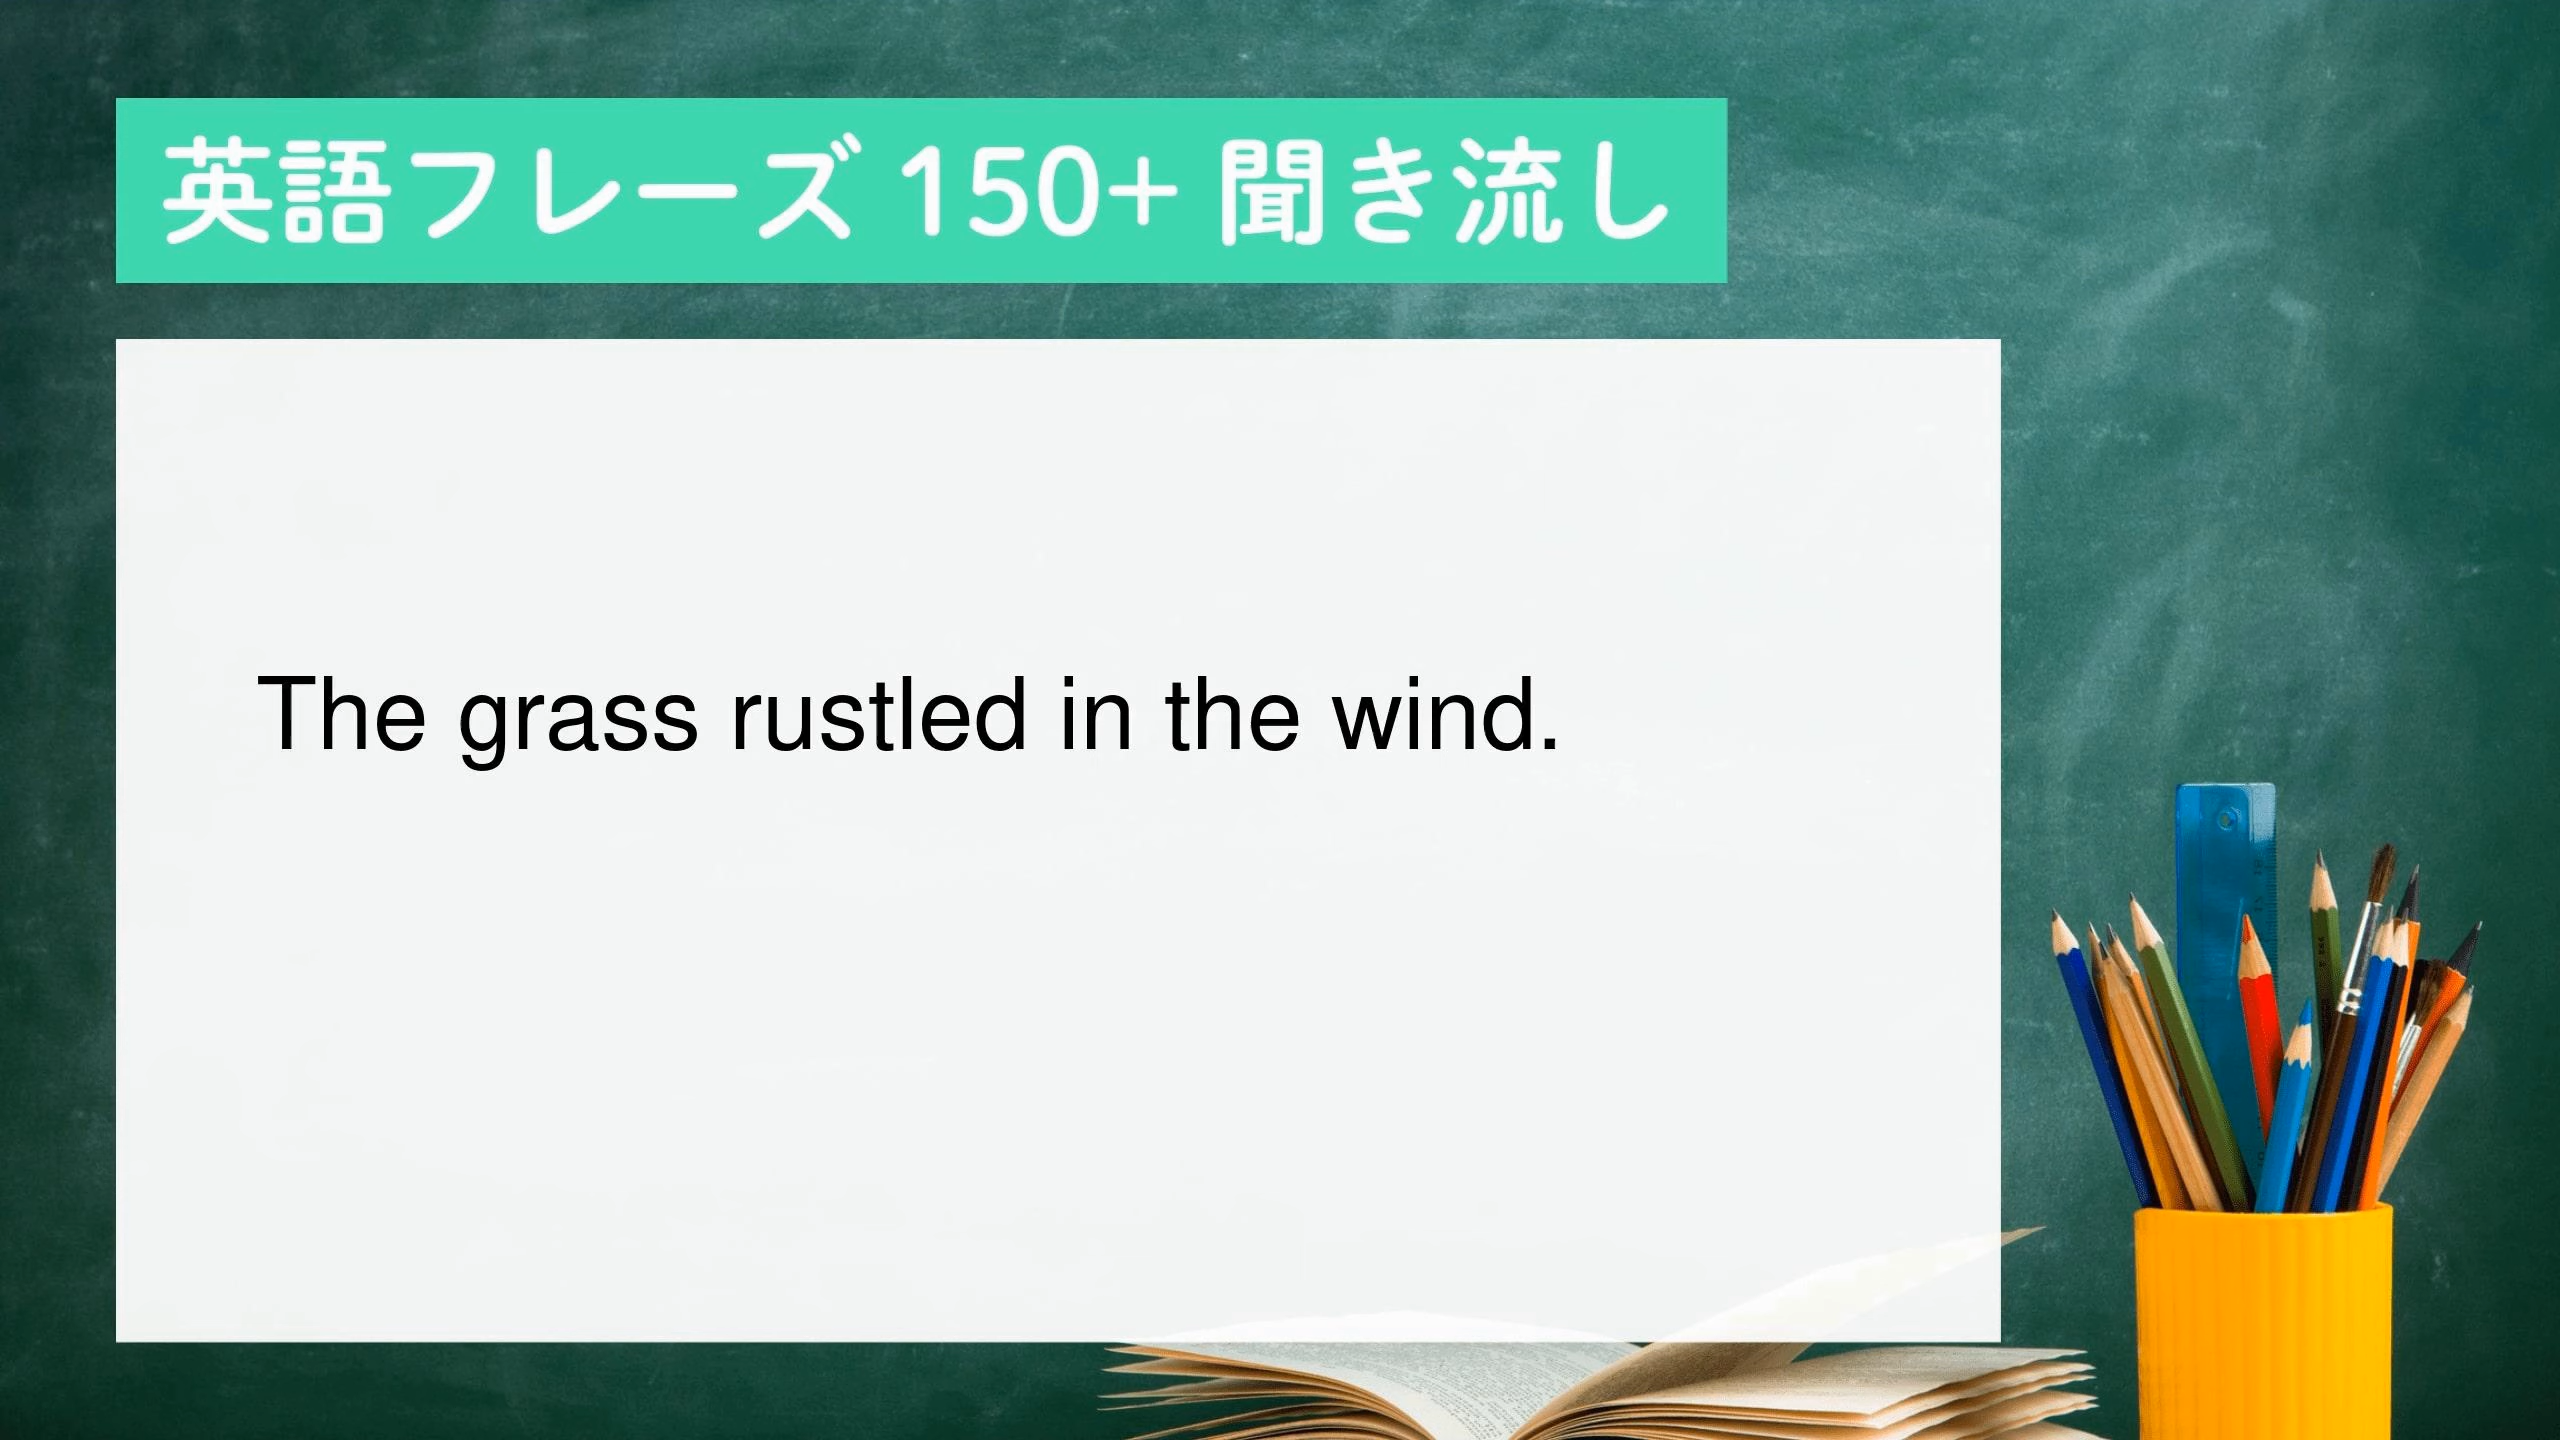 英語フレーズ 150+ 聞き流し
The grass rustled in the wind.